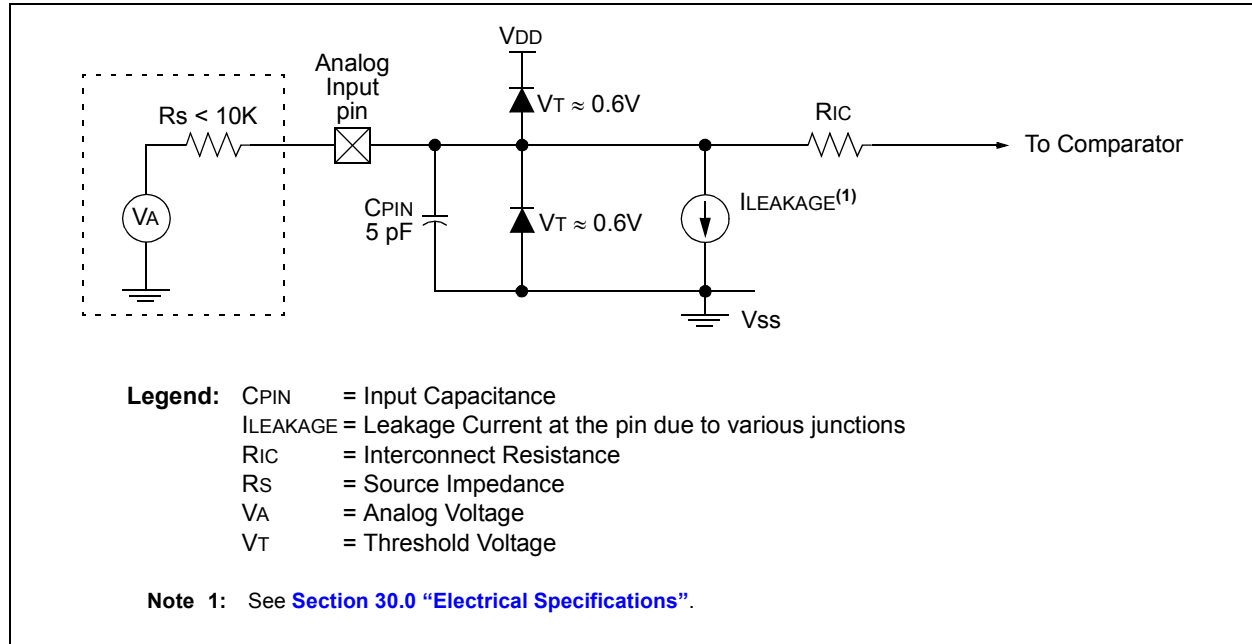 VDD
Analog
Input
pin
Rs < 10K
VT ≈ 0.6V
RIC
To Comparator
VA
CPIN
5 pF
VT ≈ 0.6V
ILEAKAGE(1)
Vss
Legend: CPIN = Input Capacitance
ILEAKAGE = Leakage Current at the pin due to various junctions
RIC = Interconnect Resistance
RS = Source Impedance
VA = Analog Voltage
VT = Threshold Voltage
Note 1: See Section 30.0 “Electrical Specifications”.